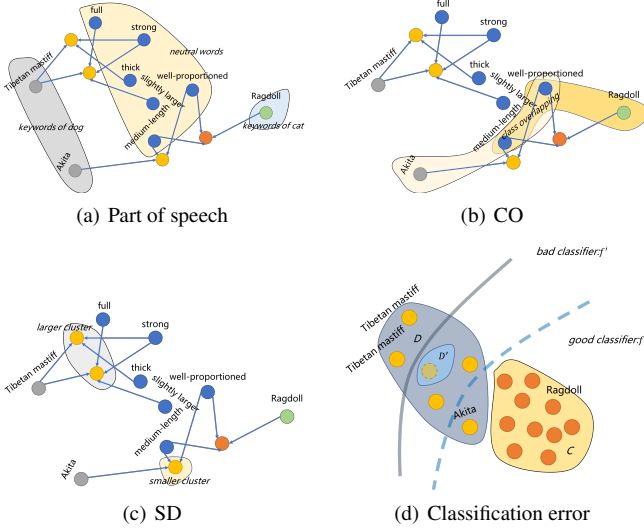 full
strong
neutral words
Tibetan mastiff
thick
slightly larger
well-proportioned
Ragdoll
keywords of dog
medium-length
keywords of cat
Akita
(a) Part of speech
full
strong
Tibetan mastiff
thick
slightly larger
well-proportioned
Ragdoll
medium-length
class overlapping
Akita
(b) CO
full
larger cluster
strong
Tibetan mastiff
thick
slightly larger
well-proportioned
Ragdoll
medium-length
Akita
smaller cluster
(c) SD
bad classifier:f'
Tibetan mastiff
good classifier:f
Tibetan mastiff
D
D'
Ragdoll
Akita
C
(d) Classification error